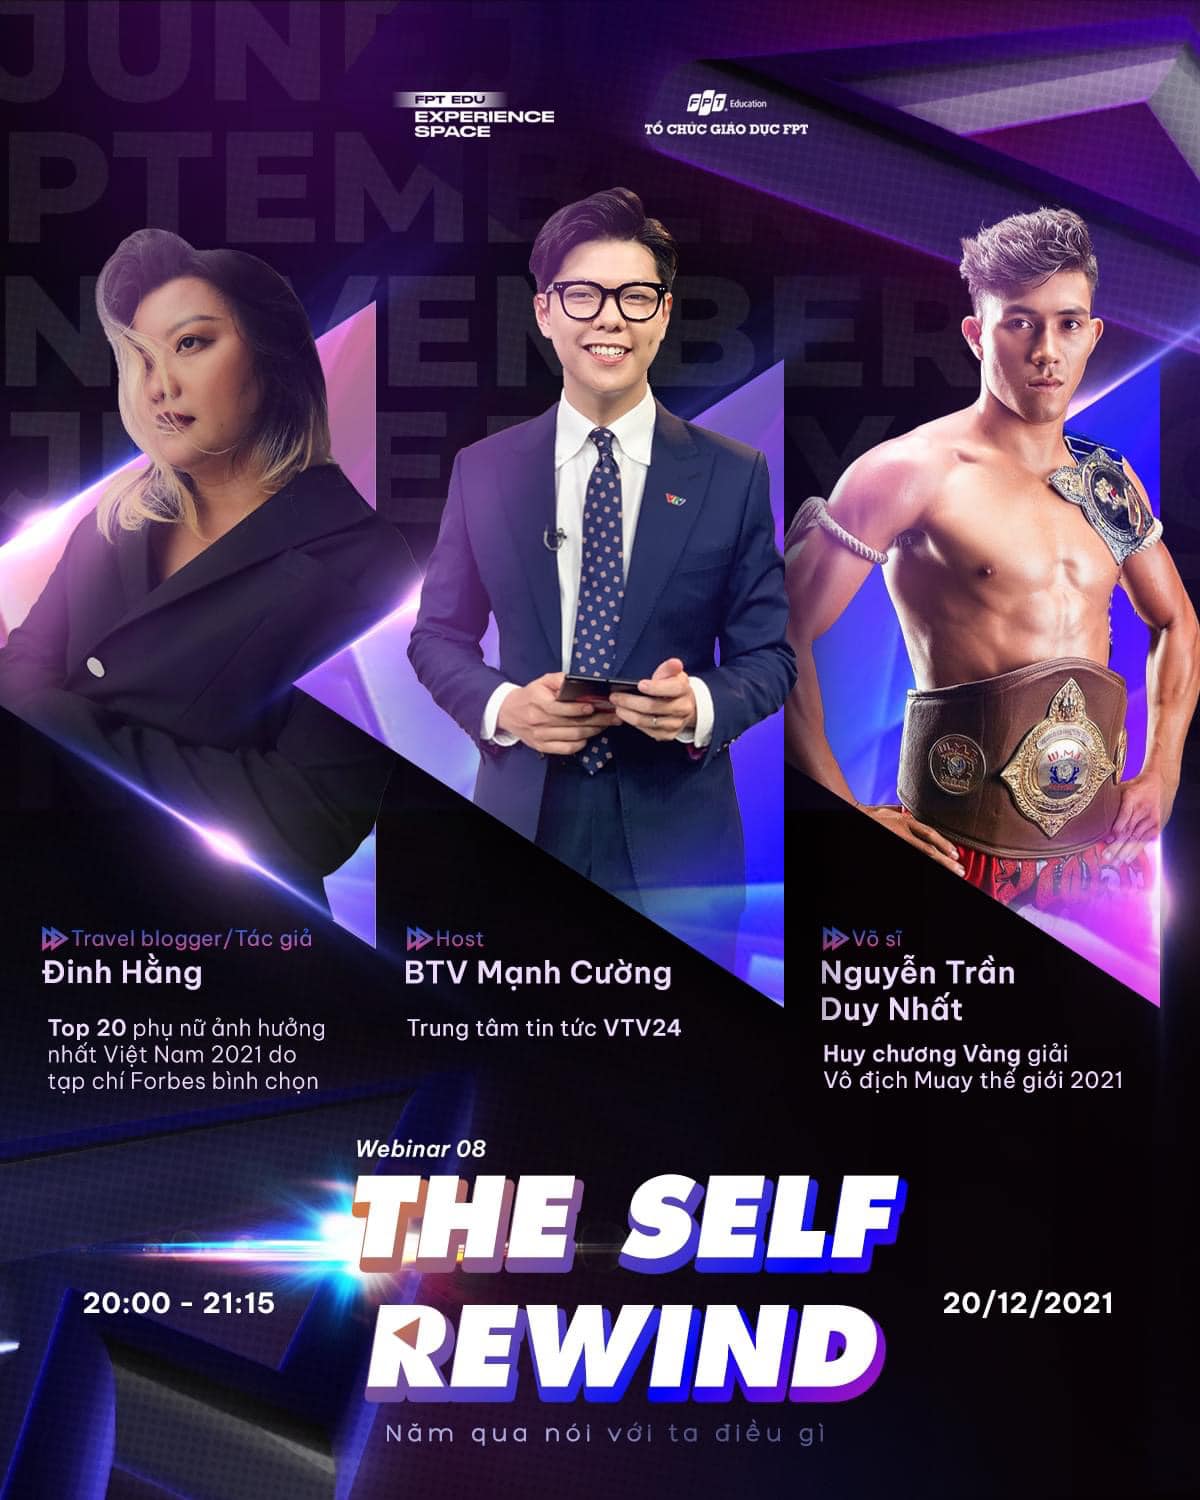 JUNE J
PTEMBER
NOVEMBER
FPT EDU
EXPERIENCE
SPACE
FPT Education
TỔ CHỨC GIÁO DỤC FPT
VTV
Travel blogger/Tác giả
Đinh Hằng
Top 20 phụ nữ ảnh hưởng
nhất Việt Nam 2021 do
tạp chí Forbes bình chọn
Host
BTV Mạnh Cường
Trung tâm tin tức VTV24
Võ sĩ
Nguyễn Trần
Duy Nhất
Huy chương Vàng giải
Vô địch Muay thế giới 2021
Webinar 08
THE SELF
REWIND
20:00 - 21:15
20/12/2021
Năm qua nói với ta điều gì